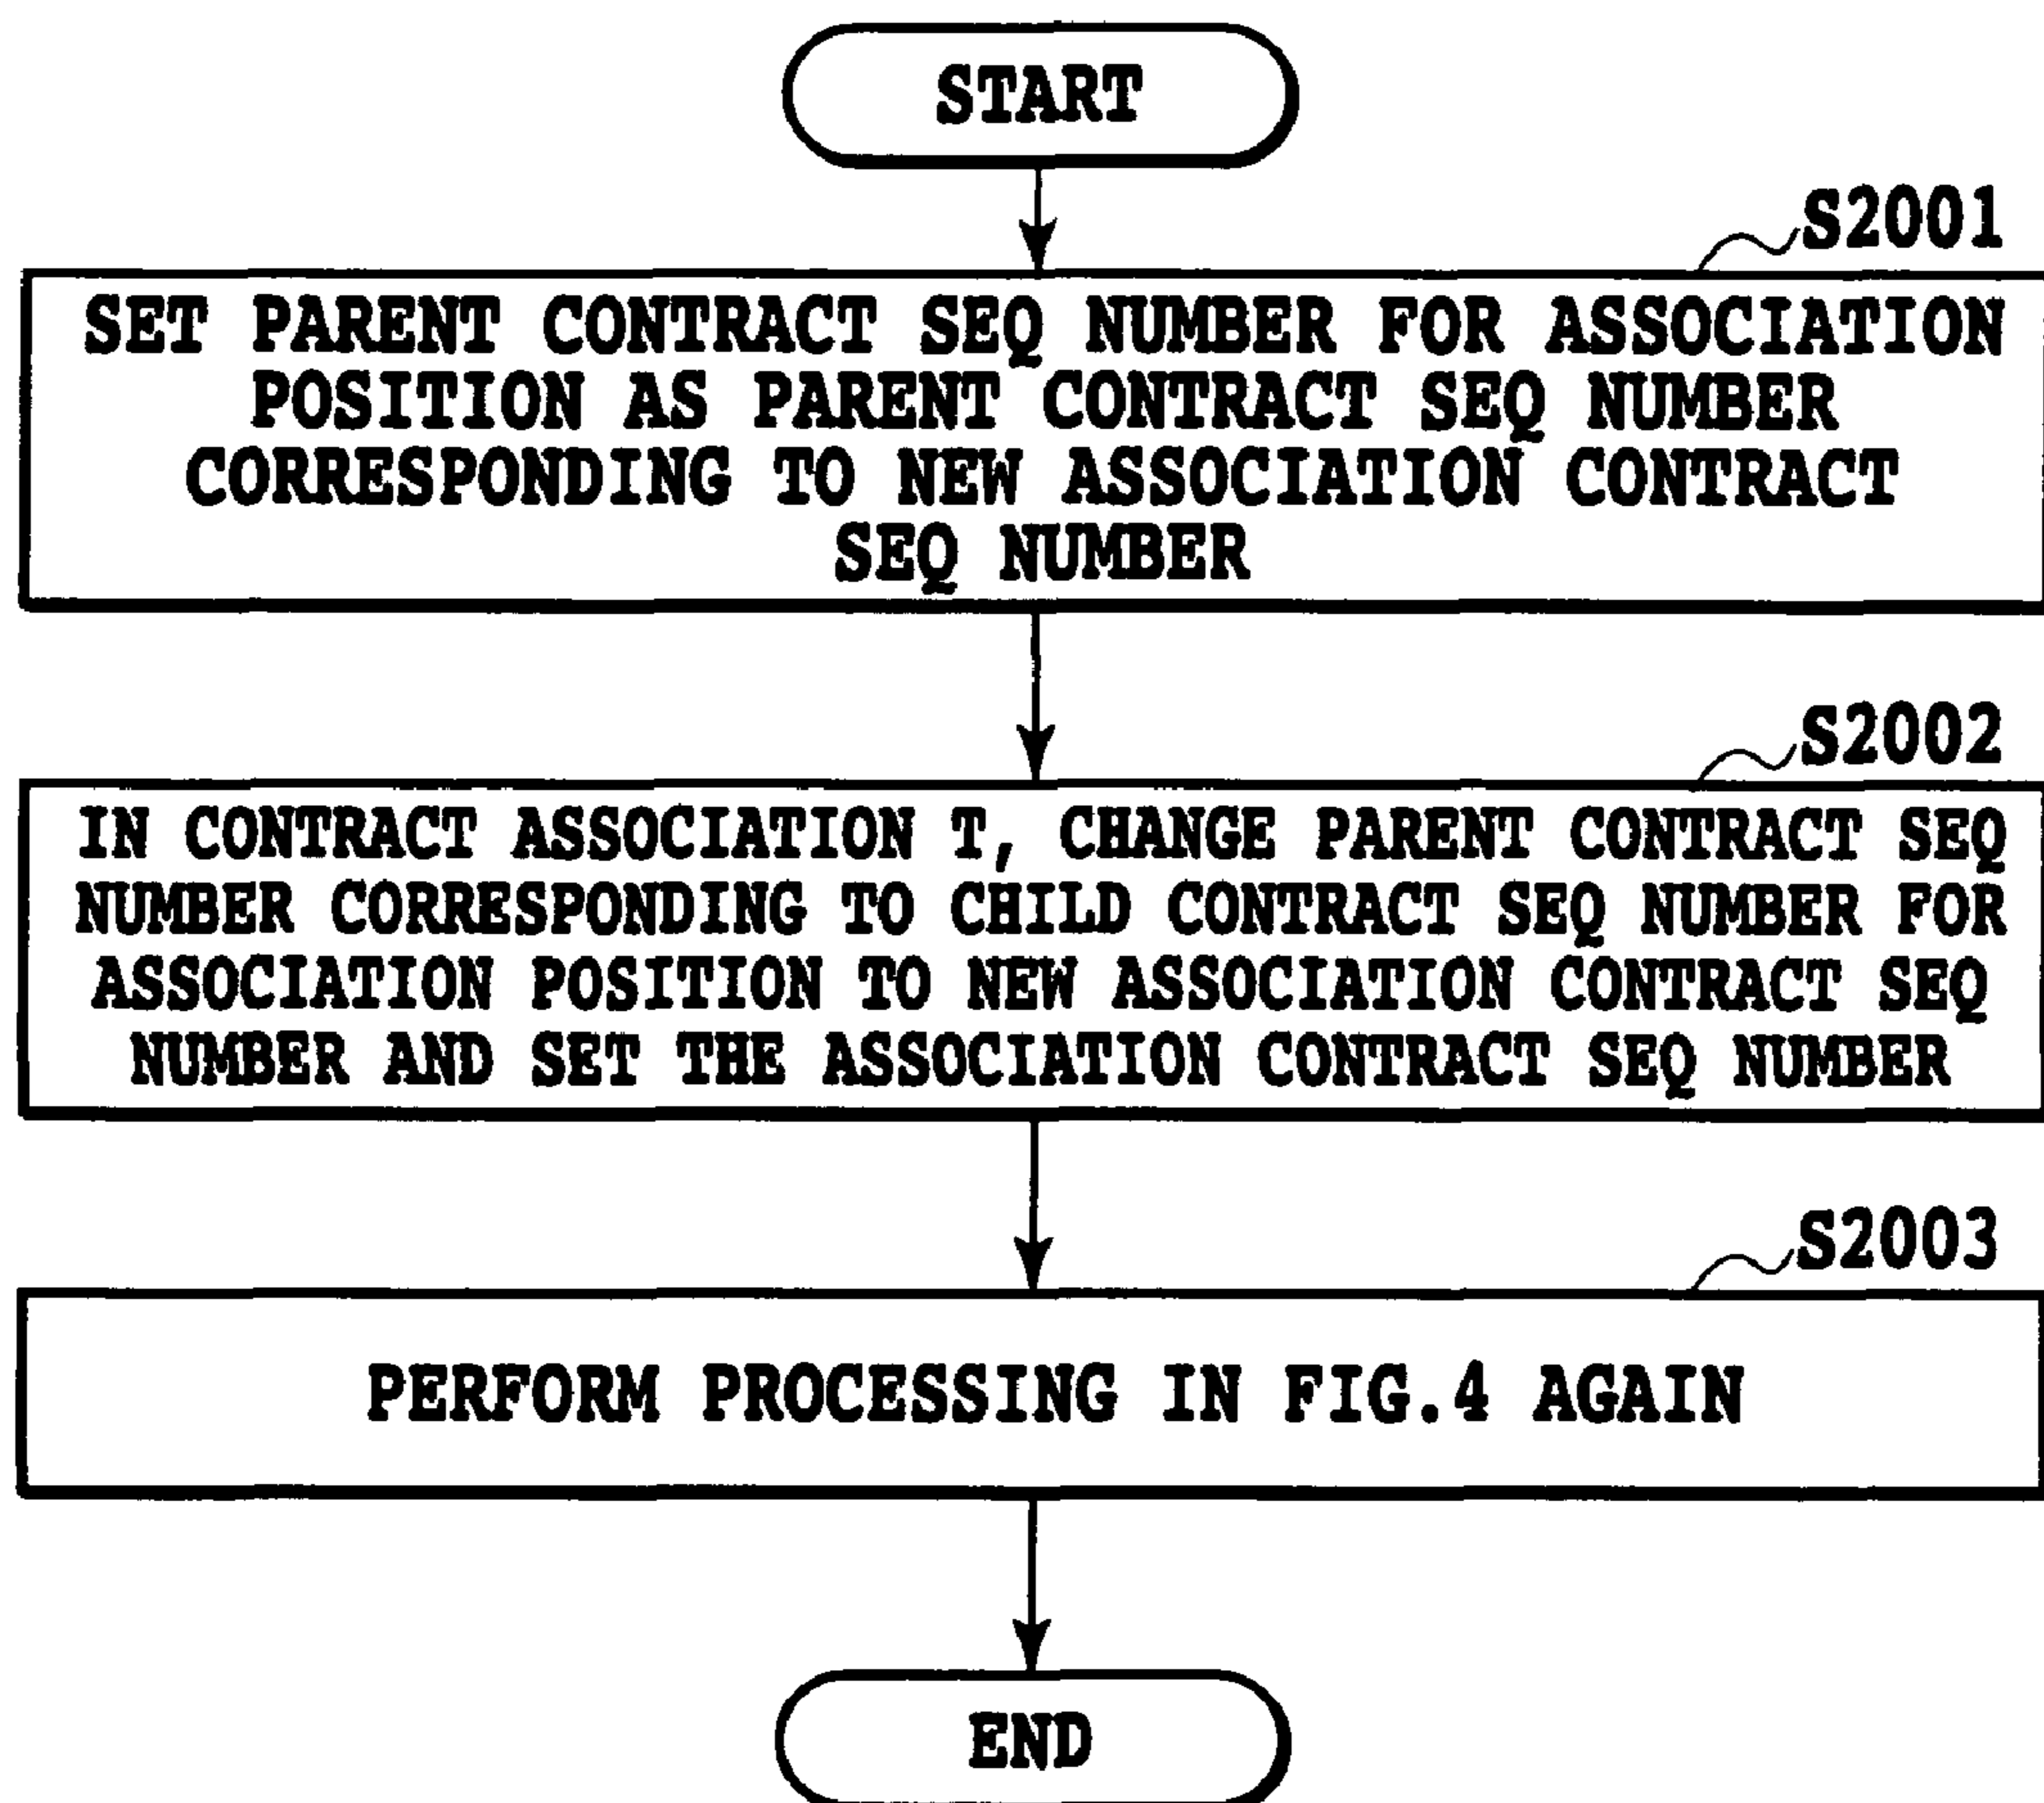 START
S2001
SET PARENT CONTRACT SEQ NUMBER FOR ASSOCIATION
POSITION AS PARENT CONTRACT SEQ NUMBER
CORRESPONDING TO NEW ASSOCIATION CONTRACT
SEQ NUMBER
S2002
IN CONTRACT ASSOCIATION T, CHANGE PARENT CONTRACT SEQ
NUMBER CORRESPONDING TO CHILD CONTRACT SEQ NUMBER FOR
ASSOCIATION POSITION TO NEW ASSOCIATION CONTRACT SEQ
NUMBER AND SET THE ASSOCIATION CONTRACT SEQ NUMBER
S2003
PERFORM PROCESSING IN FIG.4 AGAIN
END